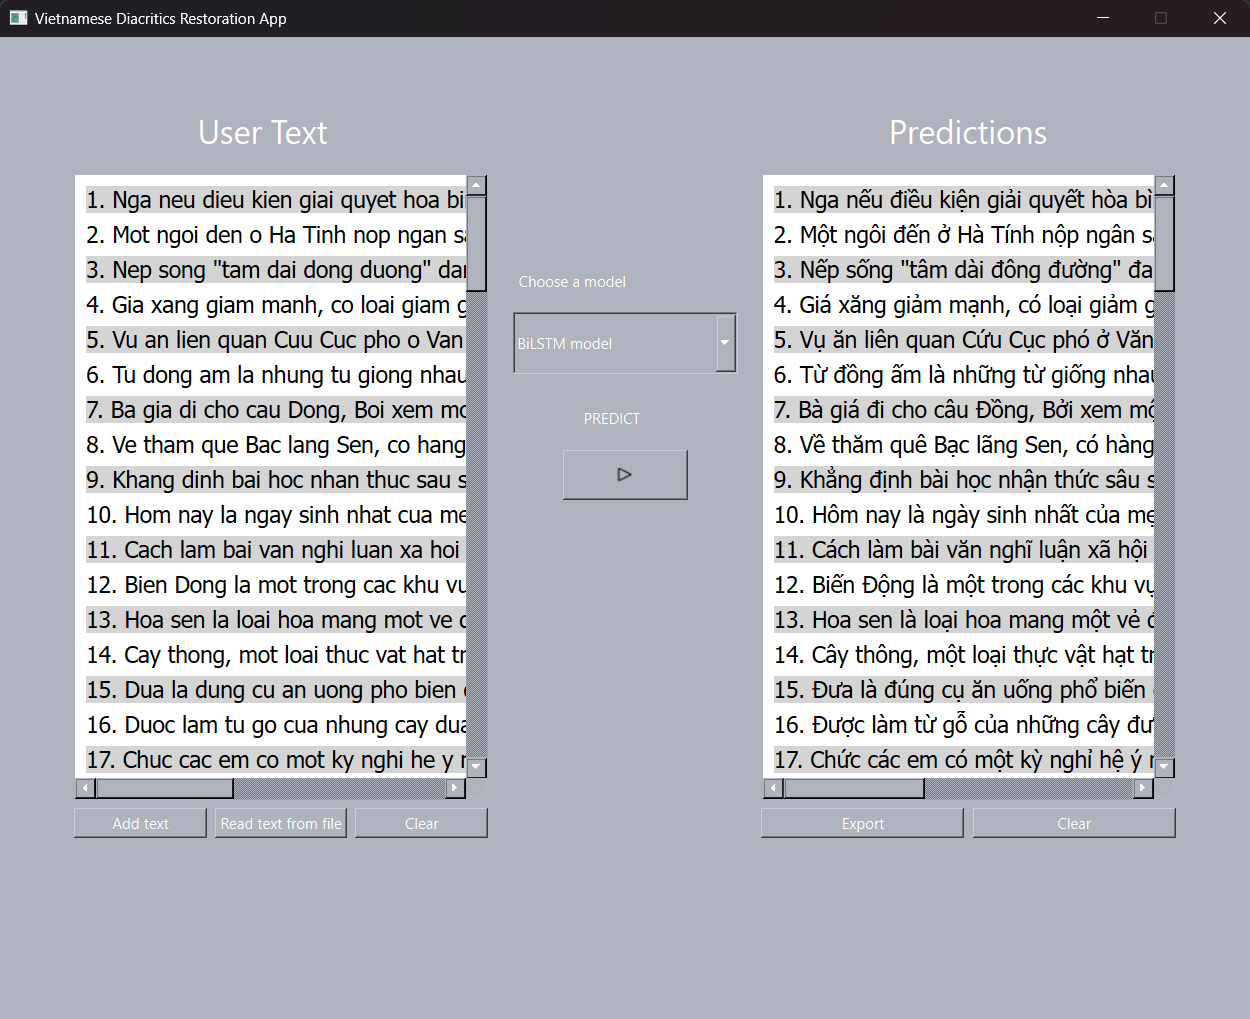 Vietnamese Diacritics Restoration App
User Text
1. Nga neu dieu kien giai quyet hoa bi
2. Mot ngoi den o Ha Tinh nop ngan sa
3. Nep song "tam dai dong duong" dan
4. Gia xang giam manh, co loai giam g
5. Vu an lien quan Cuu Cuc pho o Van
6. Tu dong am la nhung tu giong nhau
7. Ba gia di cho cau Dong, Boi xem mo
8. Ve tham que Bac lang Sen, co hang
9. Khang dinh bai hoc nhan thuc sau s
10. Hom nay la ngay sinh nhat cua me
11. Cach lam bai van nghi luan xa hoi
12. Bien Dong la mot trong cac khu vu
13. Hoa sen la loai hoa mang mot ve d
14. Cay thong, mot loai thuc vat hat tr
15. Dua la dung cu an uong pho bien
16. Duoc lam tu go cua nhung cay dua
17. Chuc cac em co mot ky nghi he y n
Add text
Read text from file
Clear
Choose a model
BiLSTM model
PREDICT
Predictions
1. Nga nếu điều kiện giải quyết hòa bì
2. Một ngôi đến ở Hà Tính nộp ngân sá
3. Nếp sống "tâm dài đông đường" đa
4. Giá xăng giảm mạnh, có loại giảm g
5. Vụ ăn liên quan Cứu Cục phó ở Văn
6. Từ đồng ấm là những từ giống nhau
7. Bà giá đi cho câu Đồng, Bởi xem mộ
8. Về thăm quê Bạc lãng Sen, có hàng
9. Khẳng định bài học nhận thức sâu s
10. Hôm nay là ngày sinh nhất của mẹ
11. Cách làm bài văn nghĩ luận xã hội
12. Biến Động là một trong các khu vự
13. Hoa sen là loại hoa mang một vẻ đ
14. Cây thông, một loại thực vật hạt tr
15. Đưa là đúng cụ ăn uống phổ biến
16. Được làm từ gỗ của những cây đư
17. Chức các em có một kỳ nghỉ hệ ý n
Export
Clear